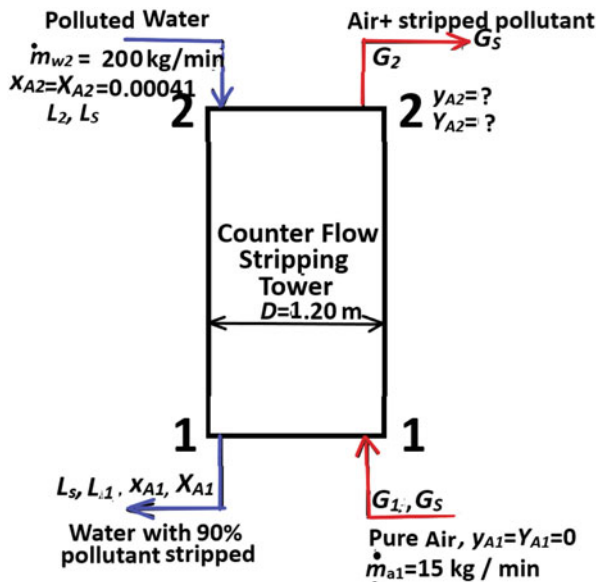 Polluted Water
ṁw2 = 200 kg/min
XA2=XA2=0.00041
L2, LS
2
Air+ stripped pollutant
GS
G2
2
yA2=?
YA2= ?
Counter Flow
Stripping
Tower
D=1.20 m
1
1
Ls, L1 , xA1, XA1
Water with 90%
pollutant stripped
G1, GS
Pure Air, yA1=YA1=0
ṁa1=15 kg / min